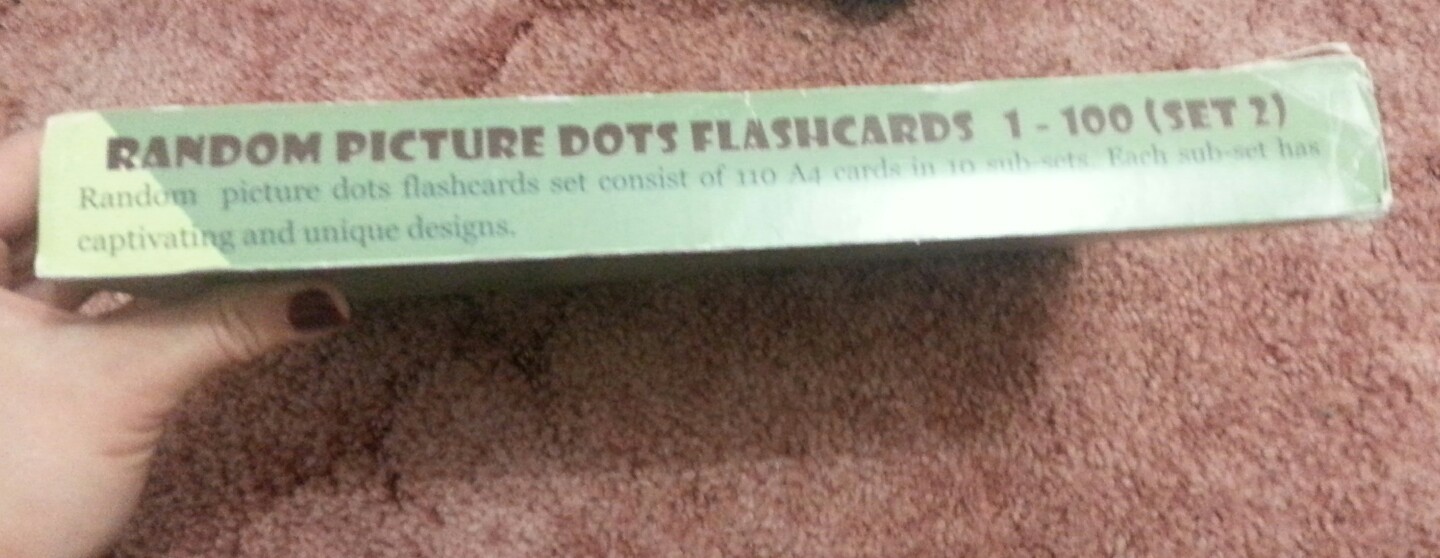 RANDOM PICTURE DOTS FLASHCARDS 1 - 100 (SET 2)
Random picture dots flashcards set consist of 110 A4 cards in 10 sub-sets. Each sub-set has
captivating and unique designs.